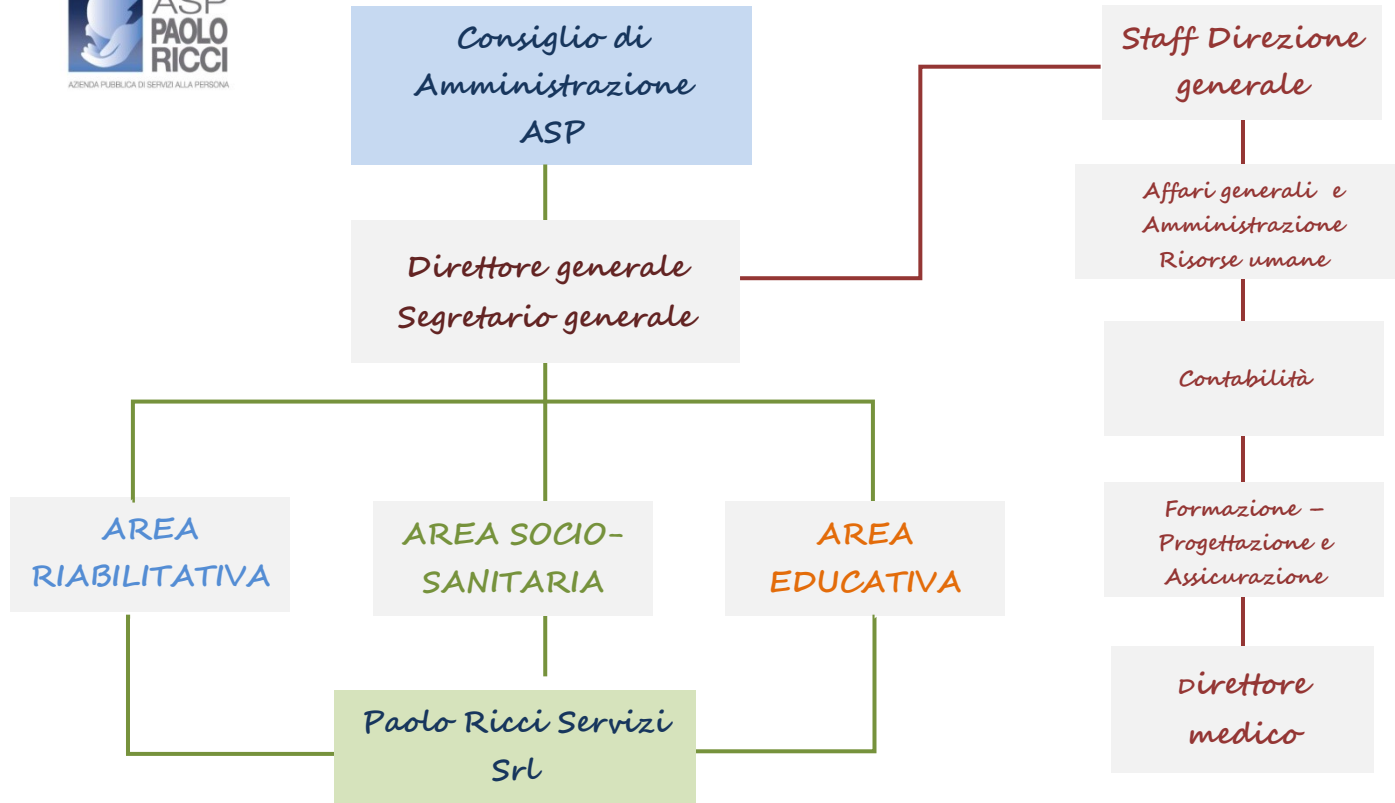 ASP
PAOLO
RICCI
AZIENDA PUBBLICA DI SERVIZI ALLA PERSONA
Consiglio di
Amministrazione
ASP
Staff Direzione
generale
Direttore generale
Segretario generale
Affari generali e
Amministrazione
Risorse umane
Contabilità
AREA
RIABILITATIVA
AREA SOCIO-
SANITARIA
AREA
EDUCATIVA
Formazione –
Progettazione e
Assicurazione
Paolo Ricci Servizi
Srl
Direttore
medico